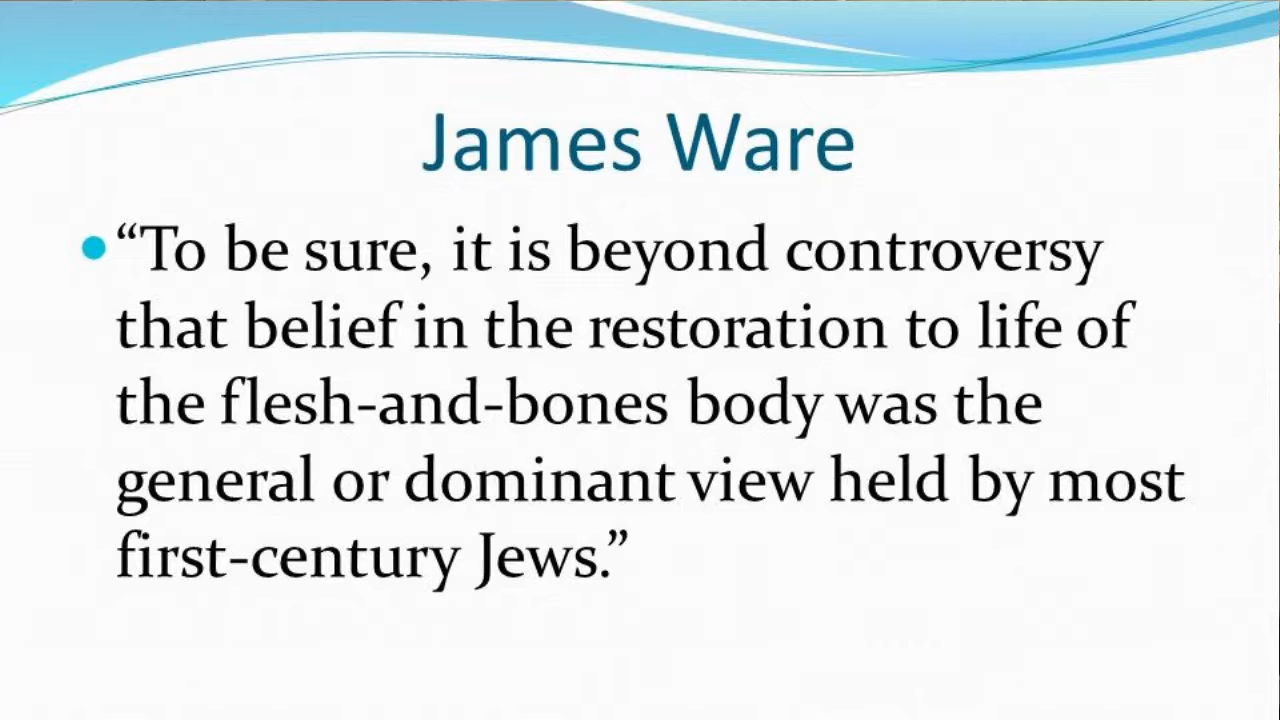 James Ware
• “To be sure, it is beyond controversy
that belief in the restoration to life of
the flesh-and-bones body was the
general or dominant view held by most
first-century Jews.”